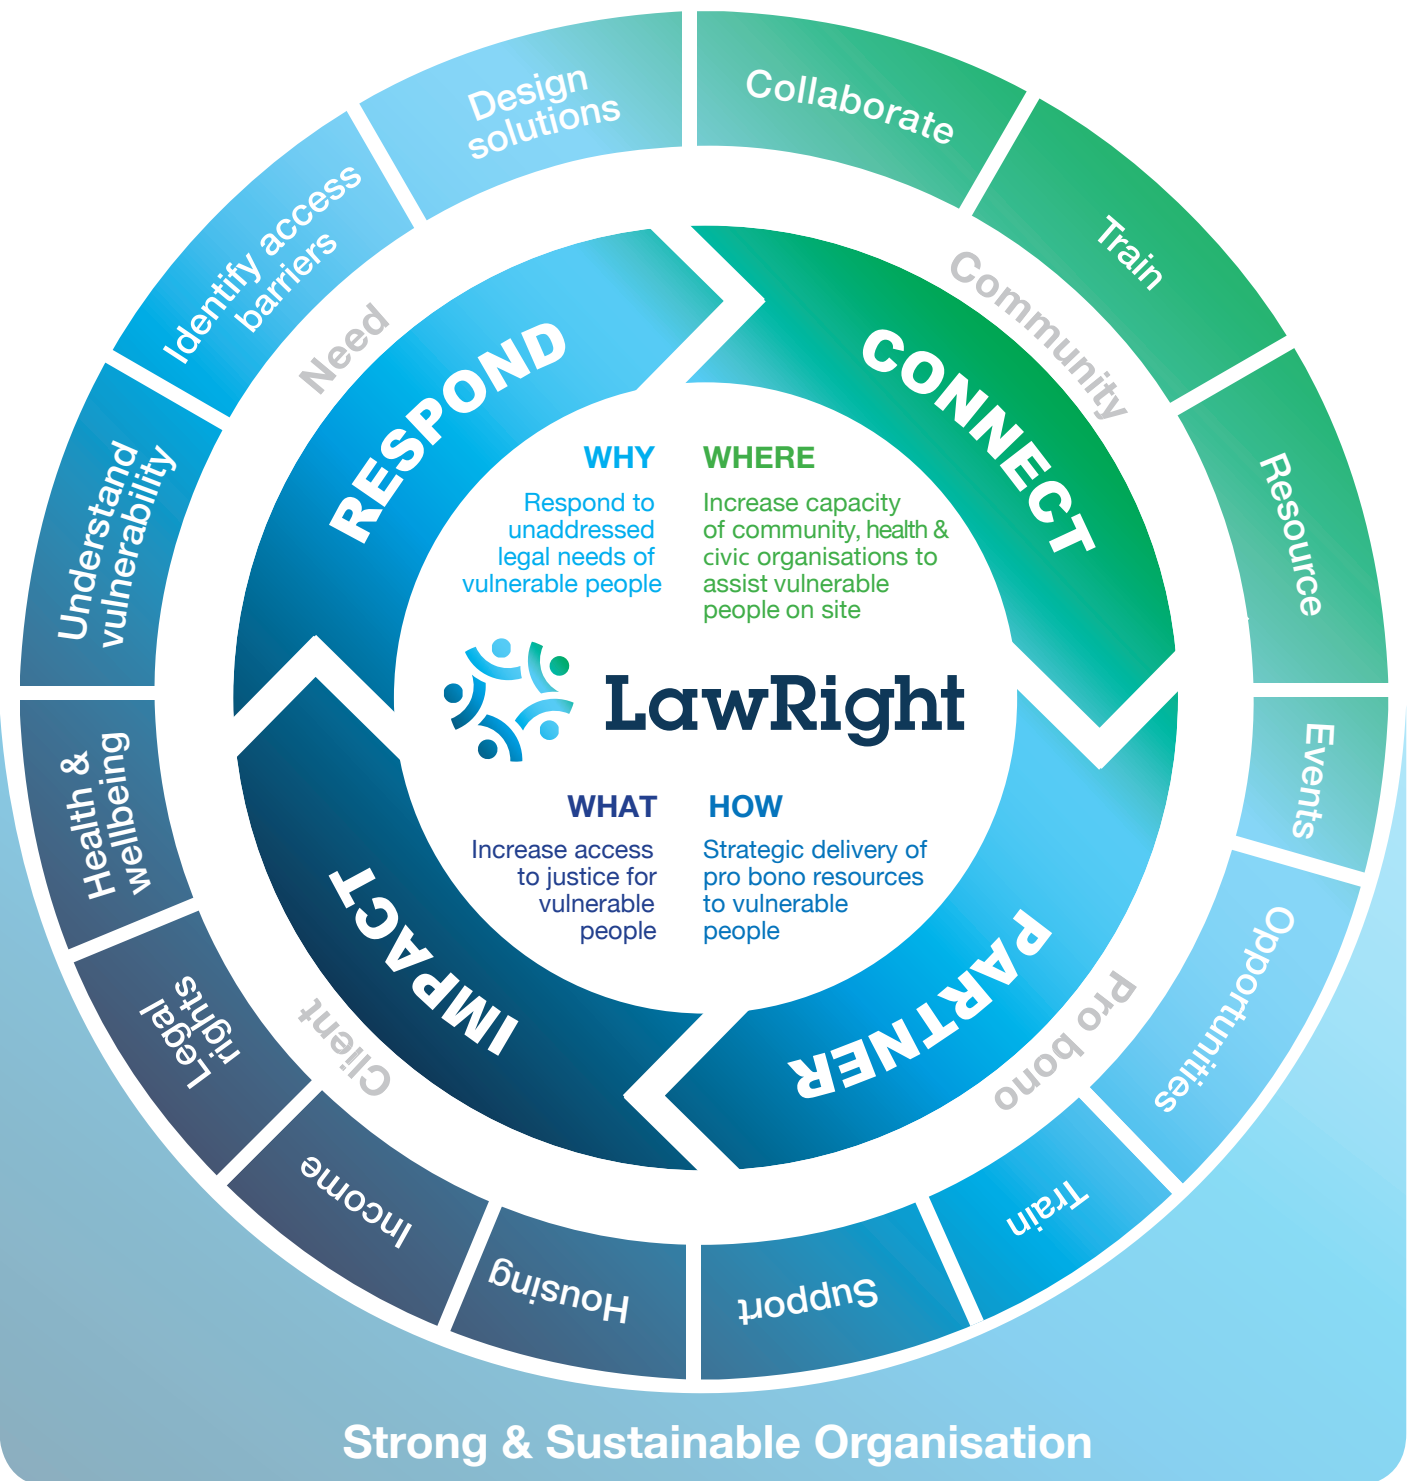 Design
solutions
Collaborate
Identify access
barriers
Train
Understand
vulnerability
Resource
Need
Community
RESPOND
CONNECT
WHY
Respond to
unaddressed
legal needs of
vulnerable people
WHERE
Increase capacity
of community, health &
civic organisations to
assist vulnerable
people on site
LawRight
WHAT
Increase access
to justice for
vulnerable
people
HOW
Strategic delivery of
pro bono resources
to vulnerable
people
IMPACT
PARTNER
Client
Pro bono
Health &
wellbeing
Events
Legal
rights
Opportunities
Income
Train
Housing
Support
Strong & Sustainable Organisation